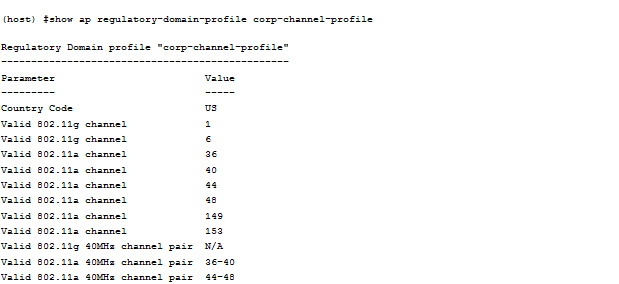 (host) #show ap regulatory-domain-profile corp-channel-profile
Regulatory Domain profile "corp-channel-profile"
------------------------------------------------
Parameter Value
--------- -----
Country Code US
Valid 802.11g channel 1
Valid 802.11g channel 6
Valid 802.11a channel 36
Valid 802.11a channel 40
Valid 802.11a channel 44
Valid 802.11a channel 48
Valid 802.11a channel 149
Valid 802.11a channel 153
Valid 802.11g 40MHz channel pair N/A
Valid 802.11a 40MHz channel pair 36-40
Valid 802.11a 40MHz channel pair 44-48